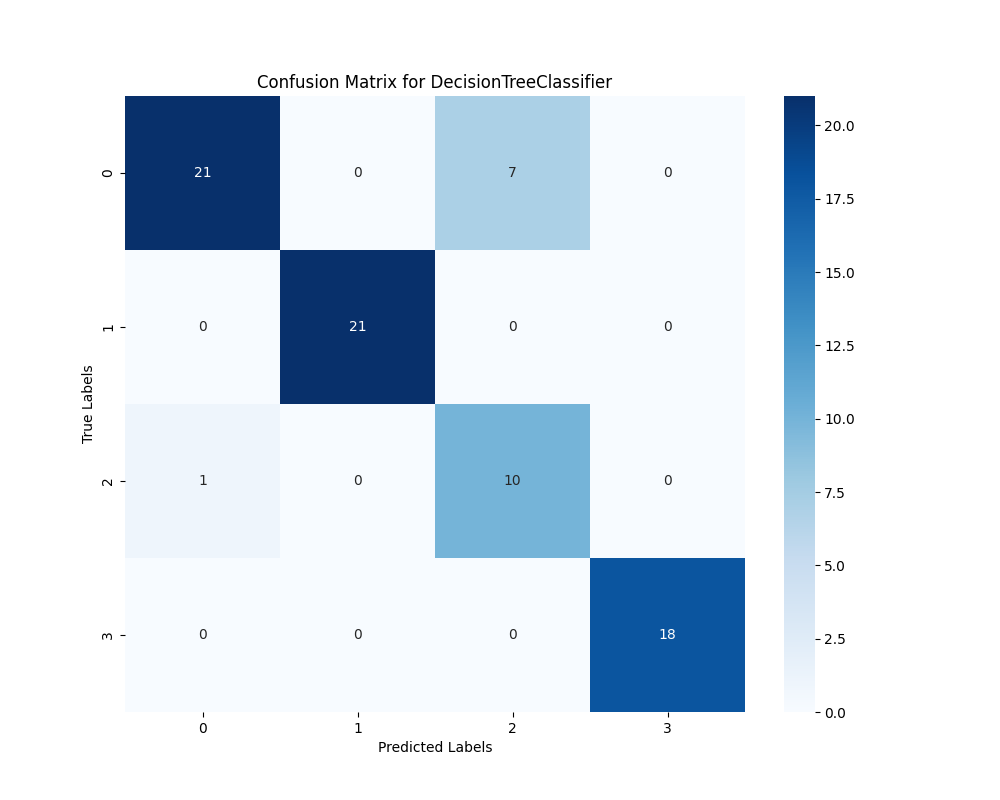 Confusion Matrix for DecisionTreeClassifier
0 21 0 7 0
1 0 21 0 0
2 1 0 10 0
3 0 0 0 18
0 1 2 3
True Labels
Predicted Labels
20.0
17.5
15.0
12.5
10.0
7.5
5.0
2.5
0.0